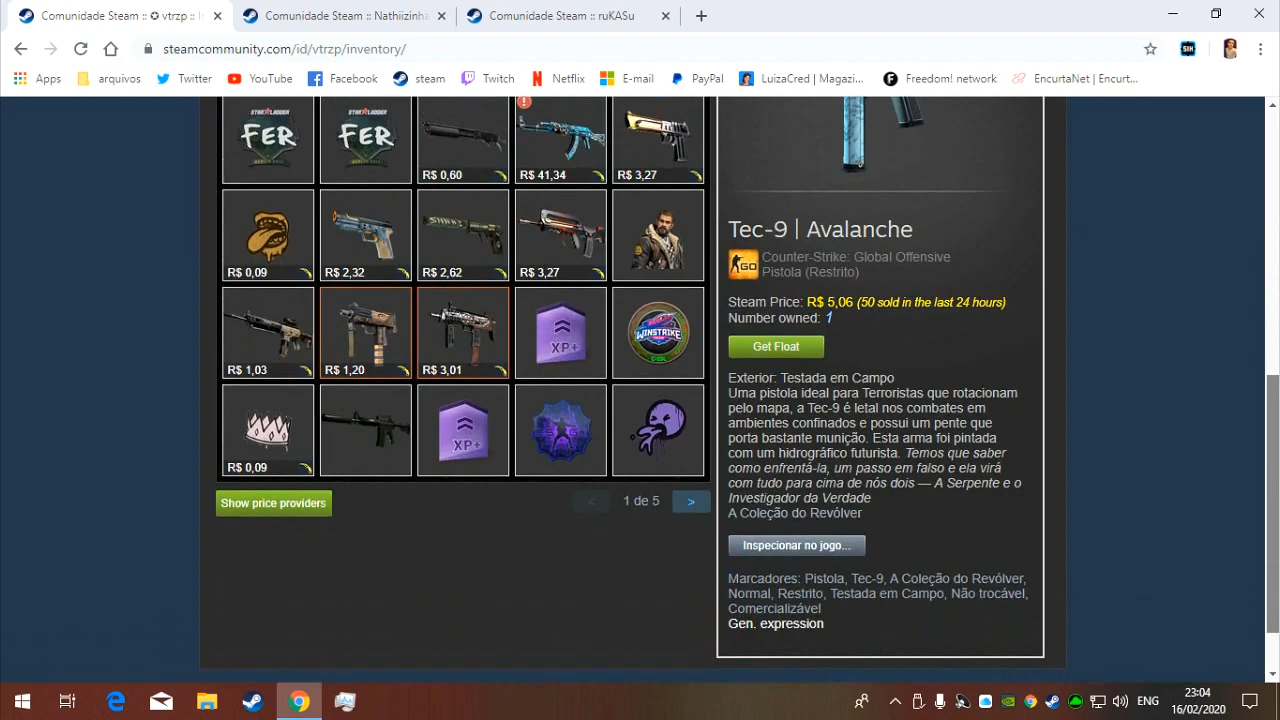 Comunidade Steam :: ✪ vtrzp :: It
Comunidade Steam :: Nathiizinha
Comunidade Steam :: ruKASu
steamcommunity.com/id/vtrzp/inventory/
SIH
Apps
arquivos
Twitter
YouTube
Facebook
steam
Twitch
Netflix
E-mail
PayP
LuizaCred | Magazi...
Freedom! network
EncurtaNet | Encurt...
STARLADDER
FER
STARLADDER
FER
R$ 0,60
R$ 41,34
R$ 3,27
R$ 0,09
R$ 2,32
R$ 2,62
R$ 3,27
R$ 1,03
R$ 1,20
R$ 3,01
XP+
WINSTRIKE
R$ 0,09
XP+
Show price providers
<
1 de 5
>
Tec-9 | Avalanche
GO
Counter-Strike: Global Offensive
Pistola (Restrito)
Steam Price: R$ 5,06 (50 sold in the last 24 hours)
Number owned: 1
Get Float
Exterior: Testada em Campo
Uma pistola ideal para Terroristas que rotacionam
pelo mapa, a Tec-9 é letal nos combates em
ambientes confinados e possui um pente que
porta bastante munição. Esta arma foi pintada
com um hidrográfico futurista. Temos que saber
como enfrentá-la, um passo em falso e ela virá
com tudo para cima de nós dois — A Serpente e o
Investigador da Verdade
A Coleção do Revólver
Inspecionar no jogo...
Marcadores: Pistola, Tec-9, A Coleção do Revólver,
Normal, Restrito, Testada em Campo, Não trocável,
Comercializável
Gen. expression
ENG
23:04
16/02/2020